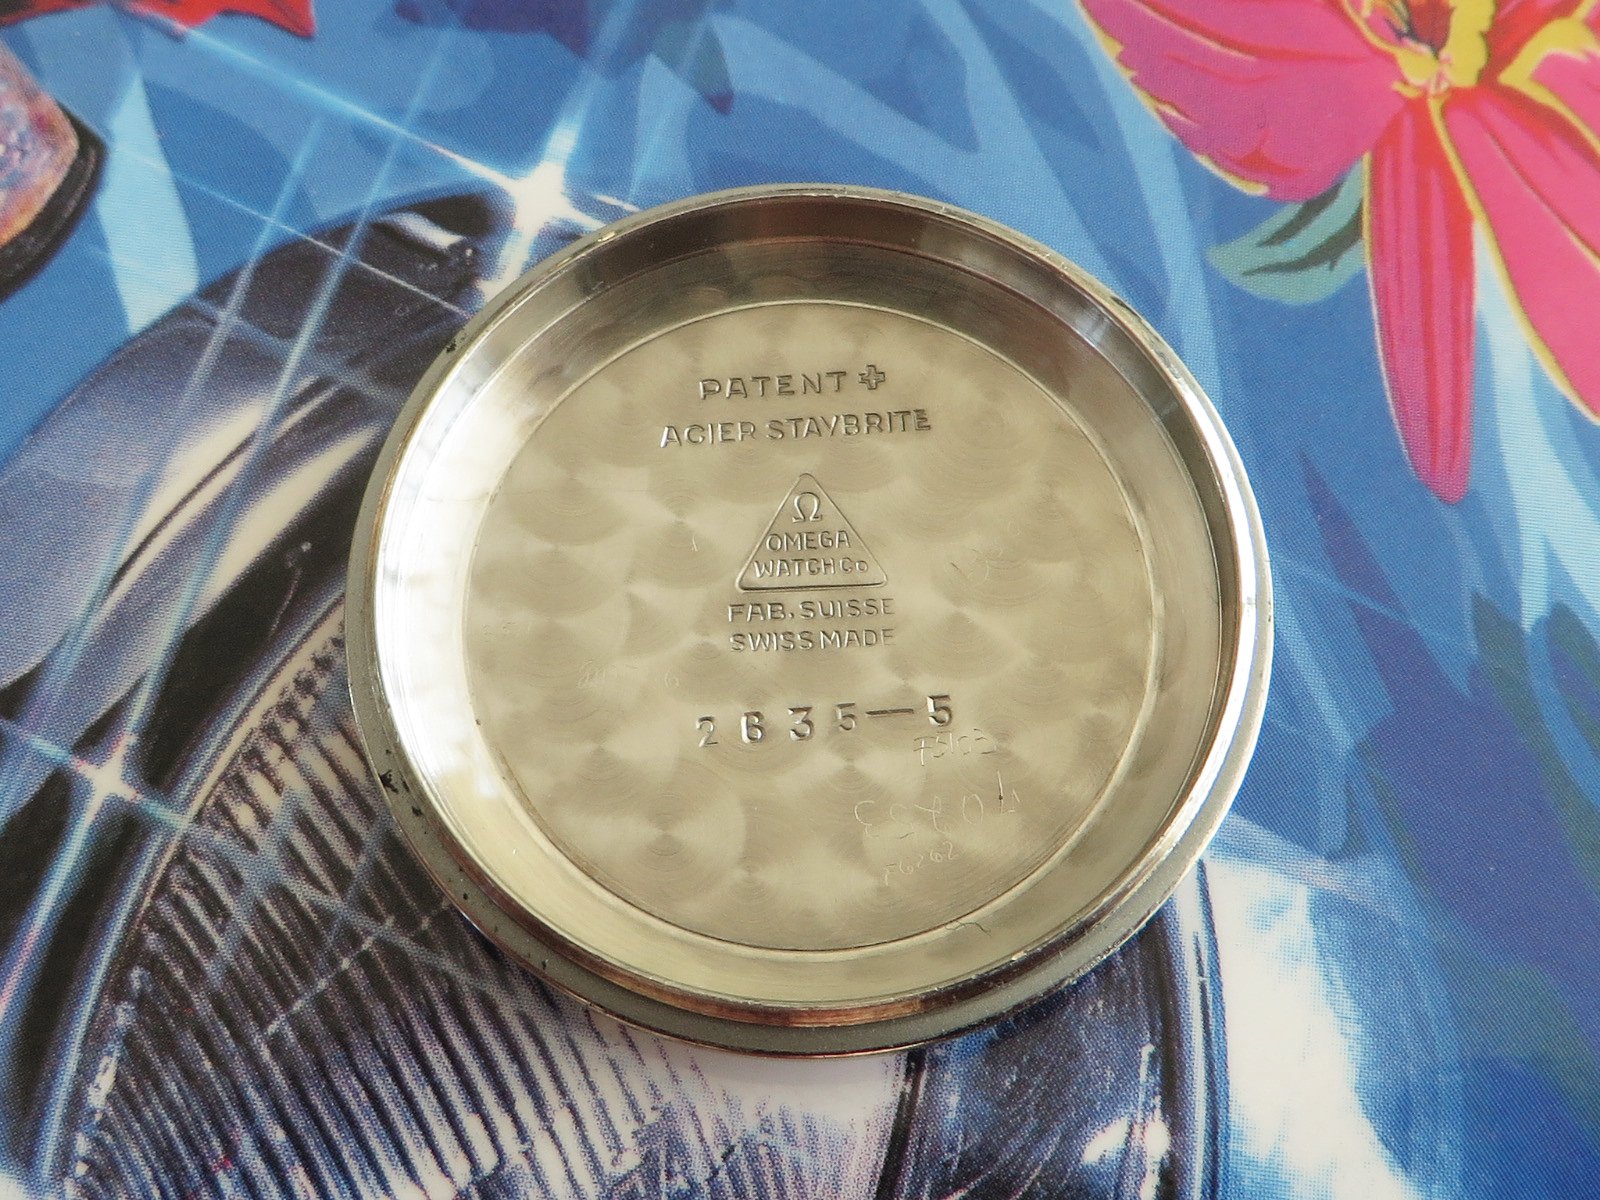 PATENT ✚
ACIER STAYBRITE
Ω
OMEGA
WATCH Co
FAB. SUISSE
SWISS MADE
2635—5